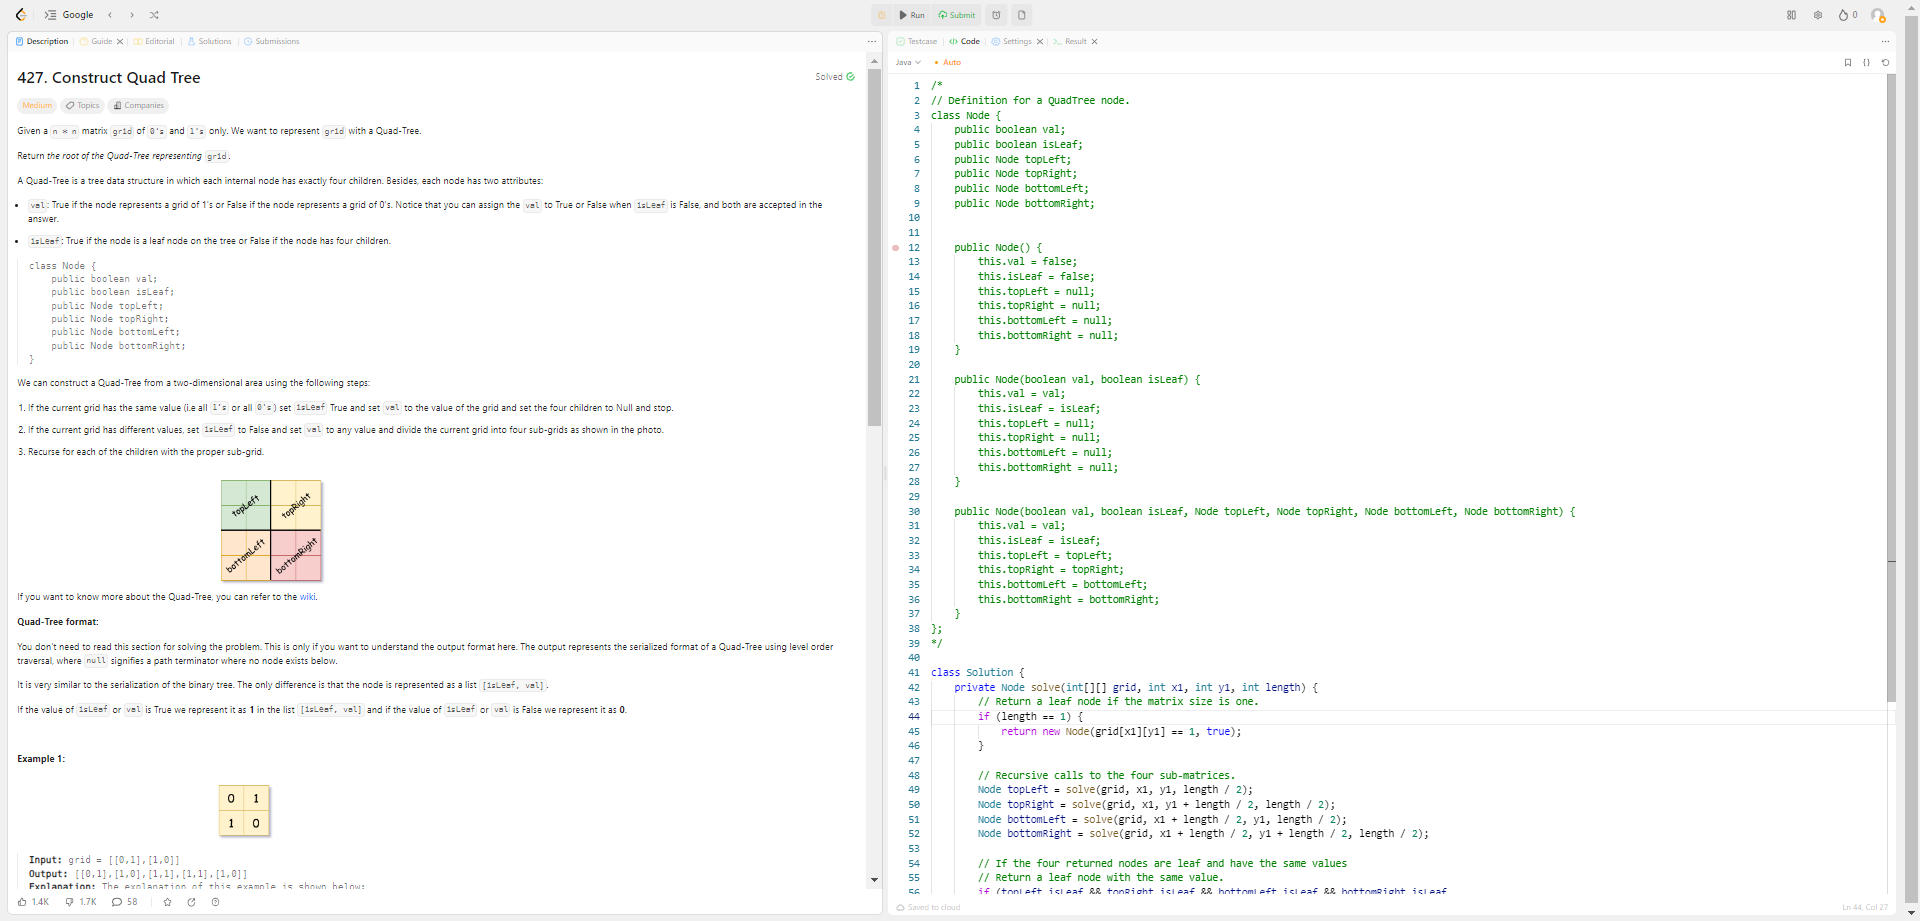 Google
Run
Submit
0
Description
Guide
Editorial
Solutions
Submissions
427. Construct Quad Tree
Solved
Medium
Topics
Companies
Given a n * n matrix grid of 0's and 1's only. We want to represent grid with a Quad-Tree.
Return the root of the Quad-Tree representing grid.
A Quad-Tree is a tree data structure in which each internal node has exactly four children. Besides, each node has two attributes:
• val: True if the node represents a grid of 1's or False if the node represents a grid of 0's. Notice that you can assign the val to True or False when isLeaf is False, and both are accepted in the
answer.
• isLeaf: True if the node is a leaf node on the tree or False if the node has four children.
class Node {
public boolean val;
public boolean isLeaf;
public Node topLeft;
public Node topRight;
public Node bottomLeft;
public Node bottomRight;
}
We can construct a Quad-Tree from a two-dimensional area using the following steps:
1. If the current grid has the same value (i.e all 1's or all 0's) set isLeaf True and set val to the value of the grid and set the four children to Null and stop.
2. If the current grid has different values, set isLeaf to False and set val to any value and divide the current grid into four sub-grids as shown in the photo.
3. Recurse for each of the children with the proper sub-grid.
topLeft
topRight
bottomLeft
bottomRight
If you want to know more about the Quad-Tree, you can refer to the wiki.
Quad-Tree format:
You don't need to read this section for solving the problem. This is only if you want to understand the output format here. The output represents the serialized format of a Quad-Tree using level order
traversal, where null signifies a path terminator where no node exists below.
It is very similar to the serialization of the binary tree. The only difference is that the node is represented as a list [isLeaf, val].
If the value of isLeaf or val is True we represent it as 1 in the list [isLeaf, val] and if the value of isLeaf or val is False we represent it as 0.
Example 1:
0 1
1 0
Input: grid = [[0,1],[1,0]]
Output: [[0,1],[1,0],[1,1],[1,1],[1,0]]
Explanation: The explanation of this example is shown below:
1.4K
1.7K
58
Testcase
Code
Settings
Result
Java
Auto
1 /*
2 // Definition for a QuadTree node.
3 class Node {
4 public boolean val;
5 public boolean isLeaf;
6 public Node topLeft;
7 public Node topRight;
8 public Node bottomLeft;
9 public Node bottomRight;
10
11
12 public Node() {
13 this.val = false;
14 this.isLeaf = false;
15 this.topLeft = null;
16 this.topRight = null;
17 this.bottomLeft = null;
18 this.bottomRight = null;
19 }
20
21 public Node(boolean val, boolean isLeaf) {
22 this.val = val;
23 this.isLeaf = isLeaf;
24 this.topLeft = null;
25 this.topRight = null;
26 this.bottomLeft = null;
27 this.bottomRight = null;
28 }
29
30 public Node(boolean val, boolean isLeaf, Node topLeft, Node topRight, Node bottomLeft, Node bottomRight) {
31 this.val = val;
32 this.isLeaf = isLeaf;
33 this.topLeft = topLeft;
34 this.topRight = topRight;
35 this.bottomLeft = bottomLeft;
36 this.bottomRight = bottomRight;
37 }
38 };
39 */
40
41 class Solution {
42 private Node solve(int[][] grid, int x1, int y1, int length) {
43 // Return a leaf node if the matrix size is one.
44 if (length == 1) {
45 return new Node(grid[x1][y1] == 1, true);
46 }
47
48 // Recursive calls to the four sub-matrices.
49 Node topLeft = solve(grid, x1, y1, length / 2);
50 Node topRight = solve(grid, x1, y1 + length / 2, length / 2);
51 Node bottomLeft = solve(grid, x1 + length / 2, y1, length / 2);
52 Node bottomRight = solve(grid, x1 + length / 2, y1 + length / 2, length / 2);
53
54 // If the four returned nodes are leaf and have the same values
55 // Return a leaf node with the same value.
56 if (topLeft.isLeaf && topRight.isLeaf && bottomLeft.isLeaf && bottomRight.isLeaf
Saved to cloud
Ln 44, Col 27